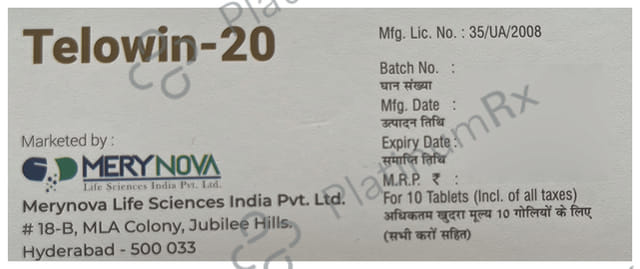 Telowin-20
Marketed by :
MERYNOVA
Life Sciences India Pvt. Ltd.
Merynova Life Sciences India Pvt. Ltd.
# 18-B, MLA Colony, Jubilee Hills.
Hyderabad - 500 033
Mfg. Lic. No. : 35/UA/2008
Batch No. :
घान संख्या
Mfg. Date :
उत्पादन तिथि
Expiry Date :
समाप्ति तिथि
M.R.P. ₹ :
For 10 Tablets (Incl. of all taxes)
अधिकतम खुदरा मूल्य 10 गोलियों के लिए
(सभी करों सहित)
PlatinumRx